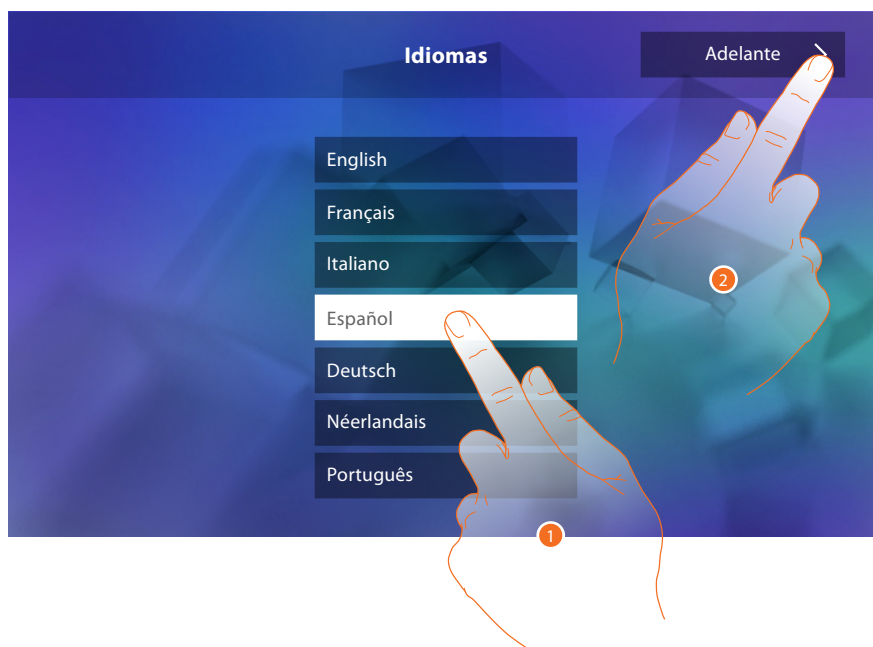 Idiomas
Adelante
English
Français
Italiano
Español
Deutsch
Néerlandais
Português
2
1